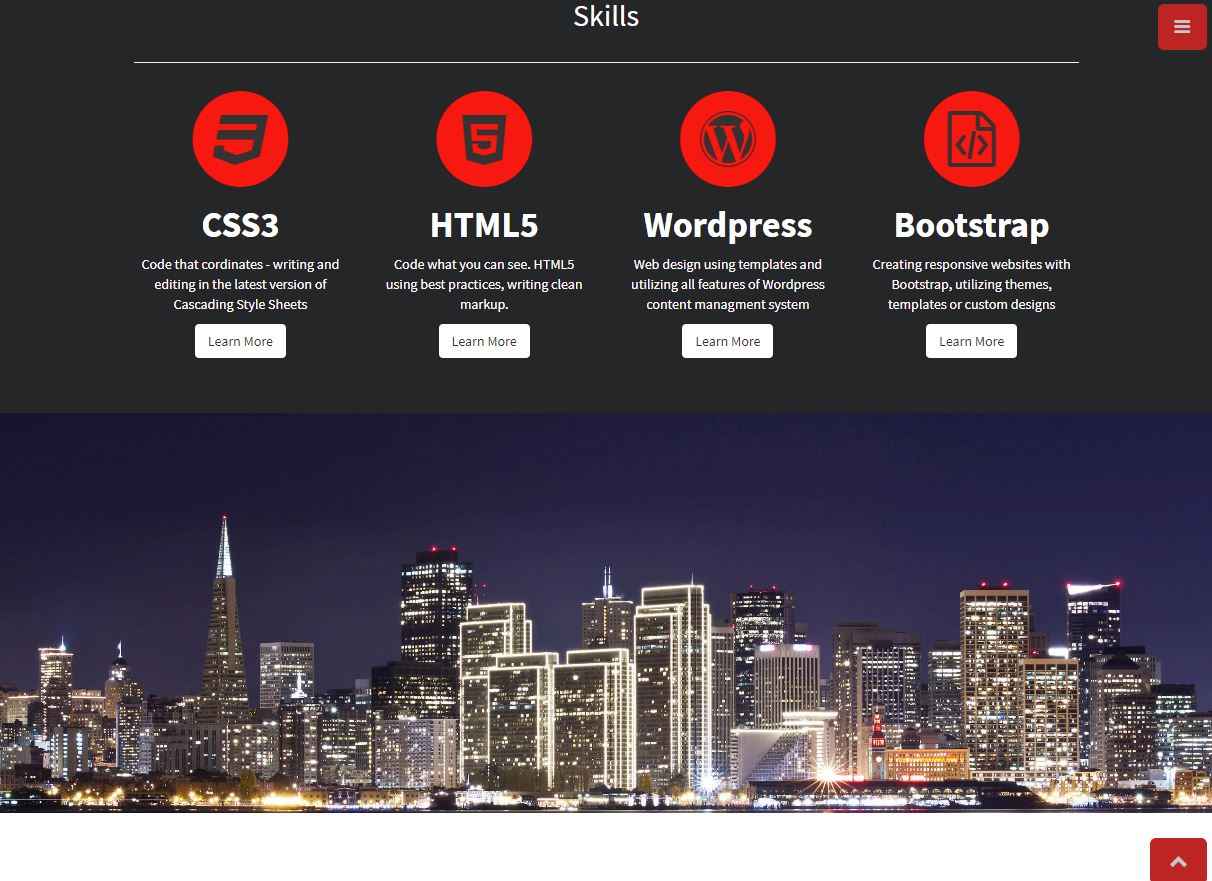 Skills
CSS3
Code that cordinates - writing and
editing in the latest version of
Cascading Style Sheets
Learn More
HTML5
Code what you can see. HTML5
using best practices, writing clean
markup.
Learn More
Wordpress
Web design using templates and
utilizing all features of Wordpress
content managment system
Learn More
Bootstrap
Creating responsive websites with
Bootstrap, utilizing themes,
templates or custom designs
Learn More